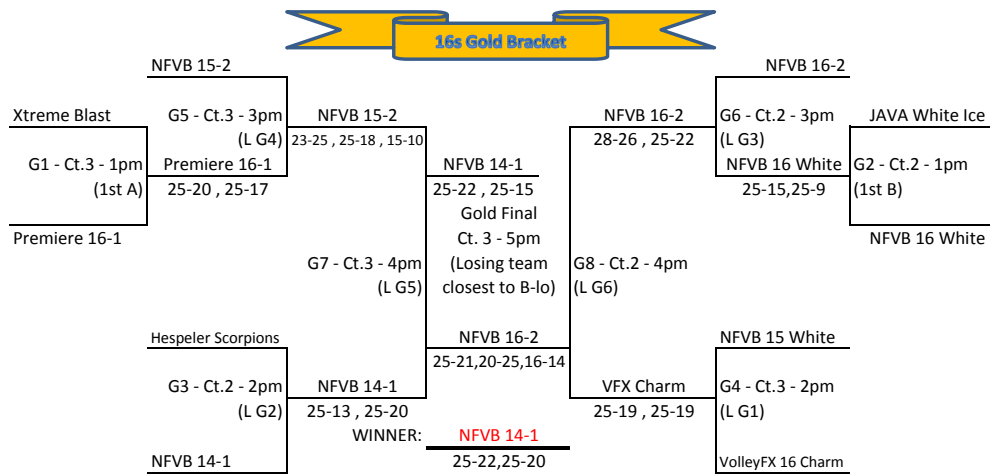 16s Gold Bracket
NFVB 15-2
NFVB 16-2
Xtreme Blast
G5 - Ct.3 - 3pm
NFVB 15-2
NFVB 16-2
G6 - Ct.2 - 3pm
JAVA White Ice
(L G4)
23-25 , 25-18 , 15-10
28-26 , 25-22
(L G3)
G1 - Ct.3 - 1pm
Premiere 16-1
NFVB 14-1
NFVB 16 White
G2 - Ct.2 - 1pm
(1st A)
25-20 , 25-17
25-22 , 25-15
25-15,25-9
(1st B)
Gold Final
Premiere 16-1
Ct. 3 - 5pm
NFVB 16 White
G7 - Ct.3 - 4pm
(Losing team
G8 - Ct.2 - 4pm
(L G5)
closest to B-lo)
(L G6)
Hespeler Scorpions
NFVB 16-2
NFVB 15 White
25-21,20-25,16-14
G3 - Ct.2 - 2pm
NFVB 14-1
VFX Charm
G4 - Ct.3 - 2pm
(L G2)
25-13 , 25-20
25-19 , 25-19
(L G1)
WINNER:
NFVB 14-1
NFVB 14-1
25-22,25-20
VolleyFX 16 Charm